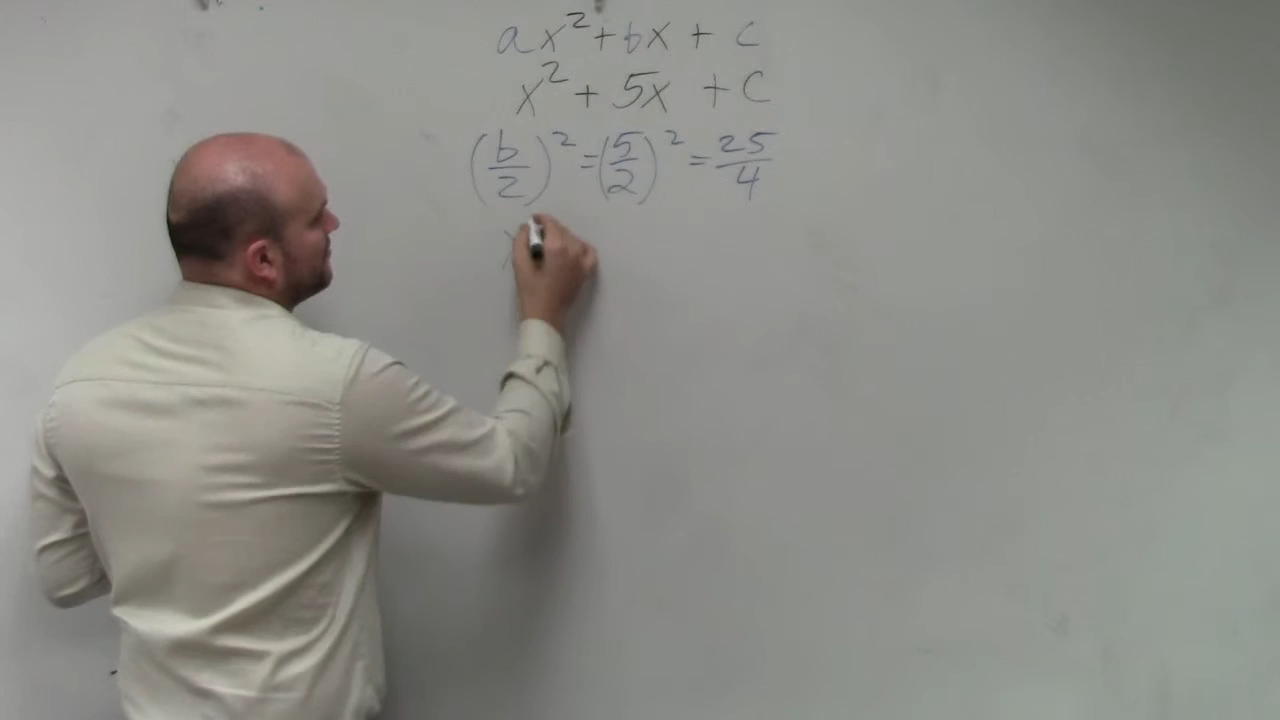 ax² + bx + c
x² + 5x + C
(b/2)² = (5/2)² = 25/4
x